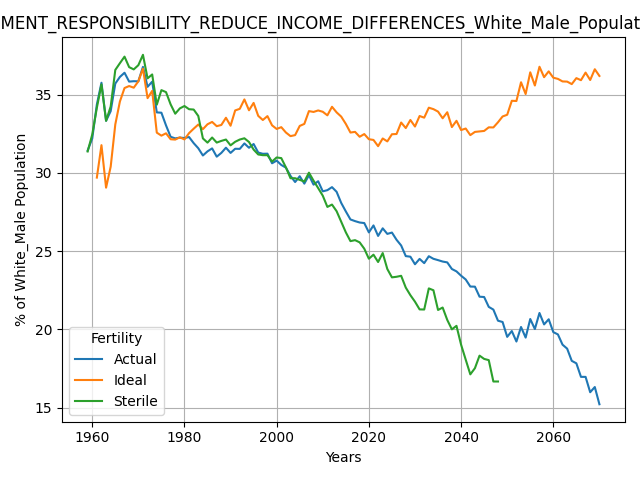 MENT_RESPONSIBILITY_REDUCE_INCOME_DIFFERENCES_White_Male_Populat
% of White_Male Population
35
30
25
20
15
Fertility
Actual
Ideal
Sterile
1960
1980
2000
2020
2040
2060
Years